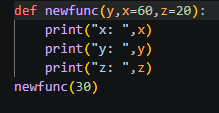 def newfunc(y,x=60,z=20):
    print("x: ",x)
    print("y: ",y)
    print("z: ",z)
newfunc(30)